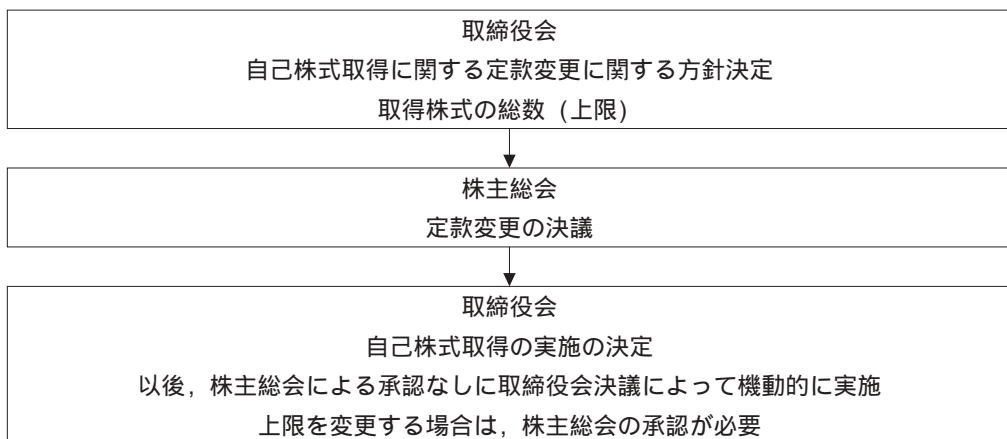 取締役会
自己株式取得に関する定款変更に関する方針決定
取得株式の総数（上限）
株主総会
定款変更の決議
取締役会
自己株式取得の実施の決定
以後，株主総会による承認なしに取締役会決議によって機動的に実施
上限を変更する場合は，株主総会の承認が必要